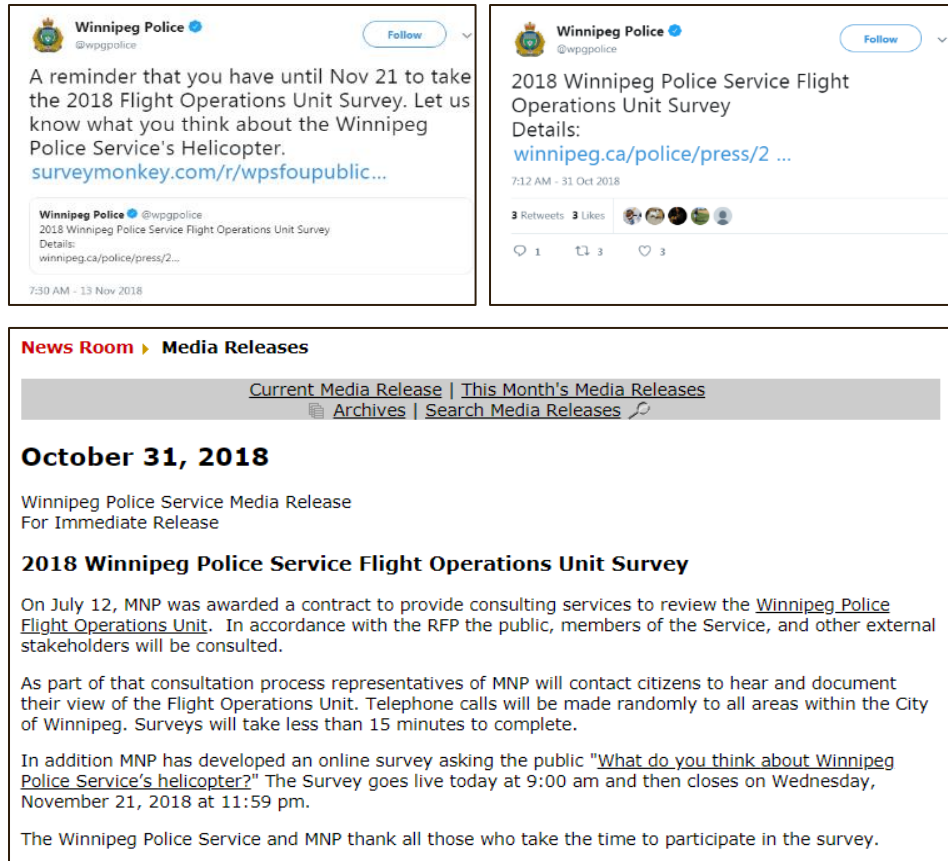 Winnipeg Police
@wpgpolice
Follow
A reminder that you have until Nov 21 to take
the 2018 Flight Operations Unit Survey. Let us
know what you think about the Winnipeg
Police Service's Helicopter.
surveymonkey.com/r/wpsfoupublic...
Winnipeg Police @wpgpolice
2018 Winnipeg Police Service Flight Operations Unit Survey
Details:
winnipeg.ca/police/press/2...
7:30 AM - 13 Nov 2018
Winnipeg Police
@wpgpolice
Follow
2018 Winnipeg Police Service Flight
Operations Unit Survey
Details:
winnipeg.ca/police/press/2 ...
7:12 AM - 31 Oct 2018
3 Retweets 3 Likes
1 3 3
News Room Media Releases
Current Media Release | This Month's Media Releases
Archives | Search Media Releases
October 31, 2018
Winnipeg Police Service Media Release
For Immediate Release
2018 Winnipeg Police Service Flight Operations Unit Survey
On July 12, MNP was awarded a contract to provide consulting services to review the Winnipeg Police
Flight Operations Unit. In accordance with the RFP the public, members of the Service, and other external
stakeholders will be consulted.
As part of that consultation process representatives of MNP will contact citizens to hear and document
their view of the Flight Operations Unit. Telephone calls will be made randomly to all areas within the City
of Winnipeg. Surveys will take less than 15 minutes to complete.
In addition MNP has developed an online survey asking the public "What do you think about Winnipeg
Police Service's helicopter?" The Survey goes live today at 9:00 am and then closes on Wednesday,
November 21, 2018 at 11:59 pm.
The Winnipeg Police Service and MNP thank all those who take the time to participate in the survey.